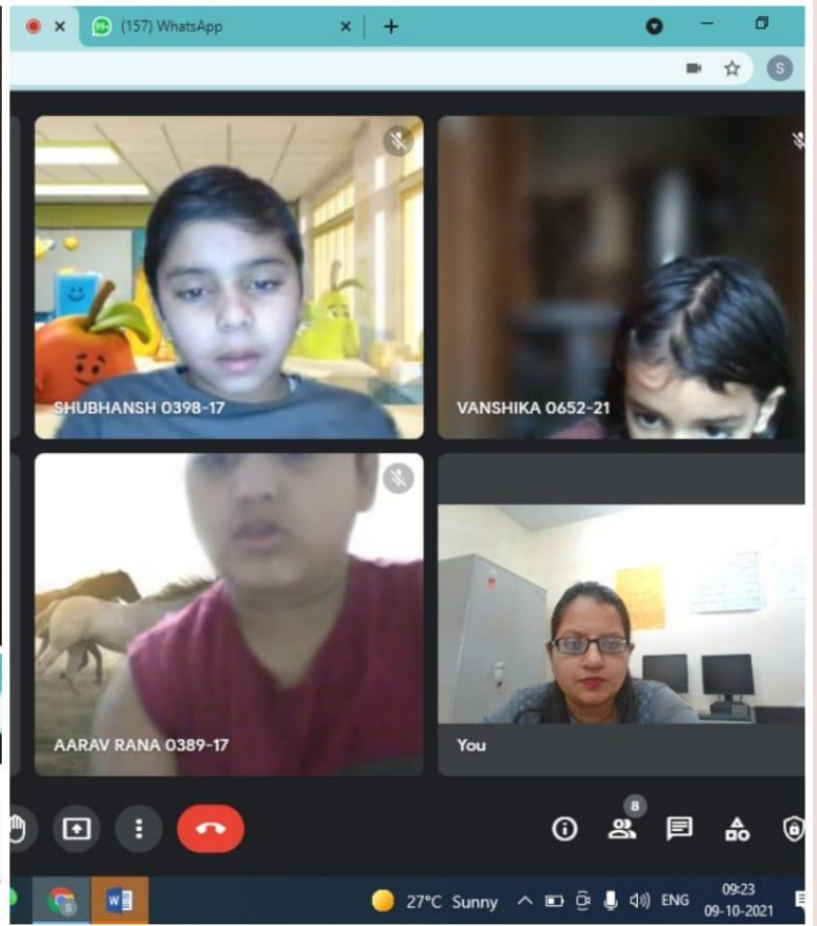 99+ (157) WhatsApp
S
SHUBHANSH 0398-17
VANSHIKA 0652-21
AARAV RANA 0389-17
You
8
S
W
27°C Sunny
ENG
09:23
09-10-2021